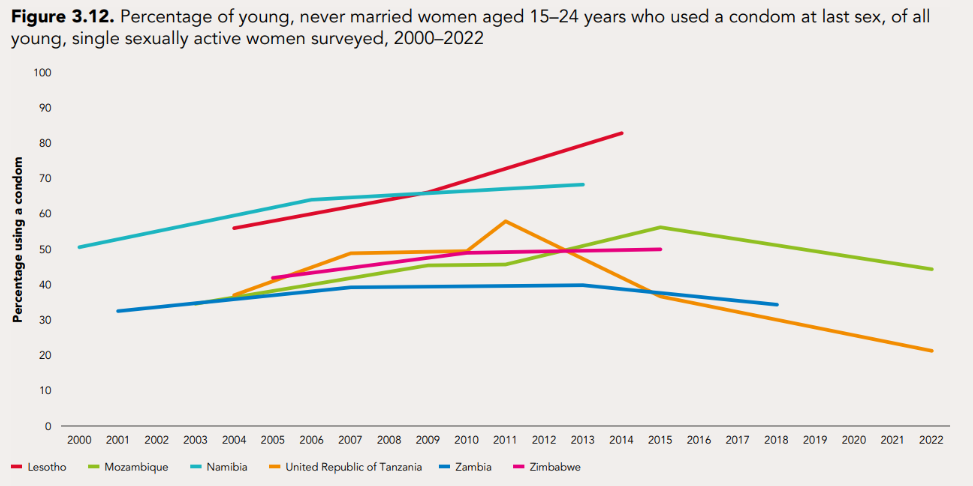 Figure 3.12. Percentage of young, never married women aged 15–24 years who used a condom at last sex, of all
young, single sexually active women surveyed, 2000–2022
Percentage using a condom
100
90
80
70
60
50
40
30
20
10
0
2000 2001 2002 2003 2004 2005 2006 2007 2008 2009 2010 2011 2012 2013 2014 2015 2016 2017 2018 2019 2020 2021 2022
Lesotho Mozambique Namibia United Republic of Tanzania Zambia Zimbabwe